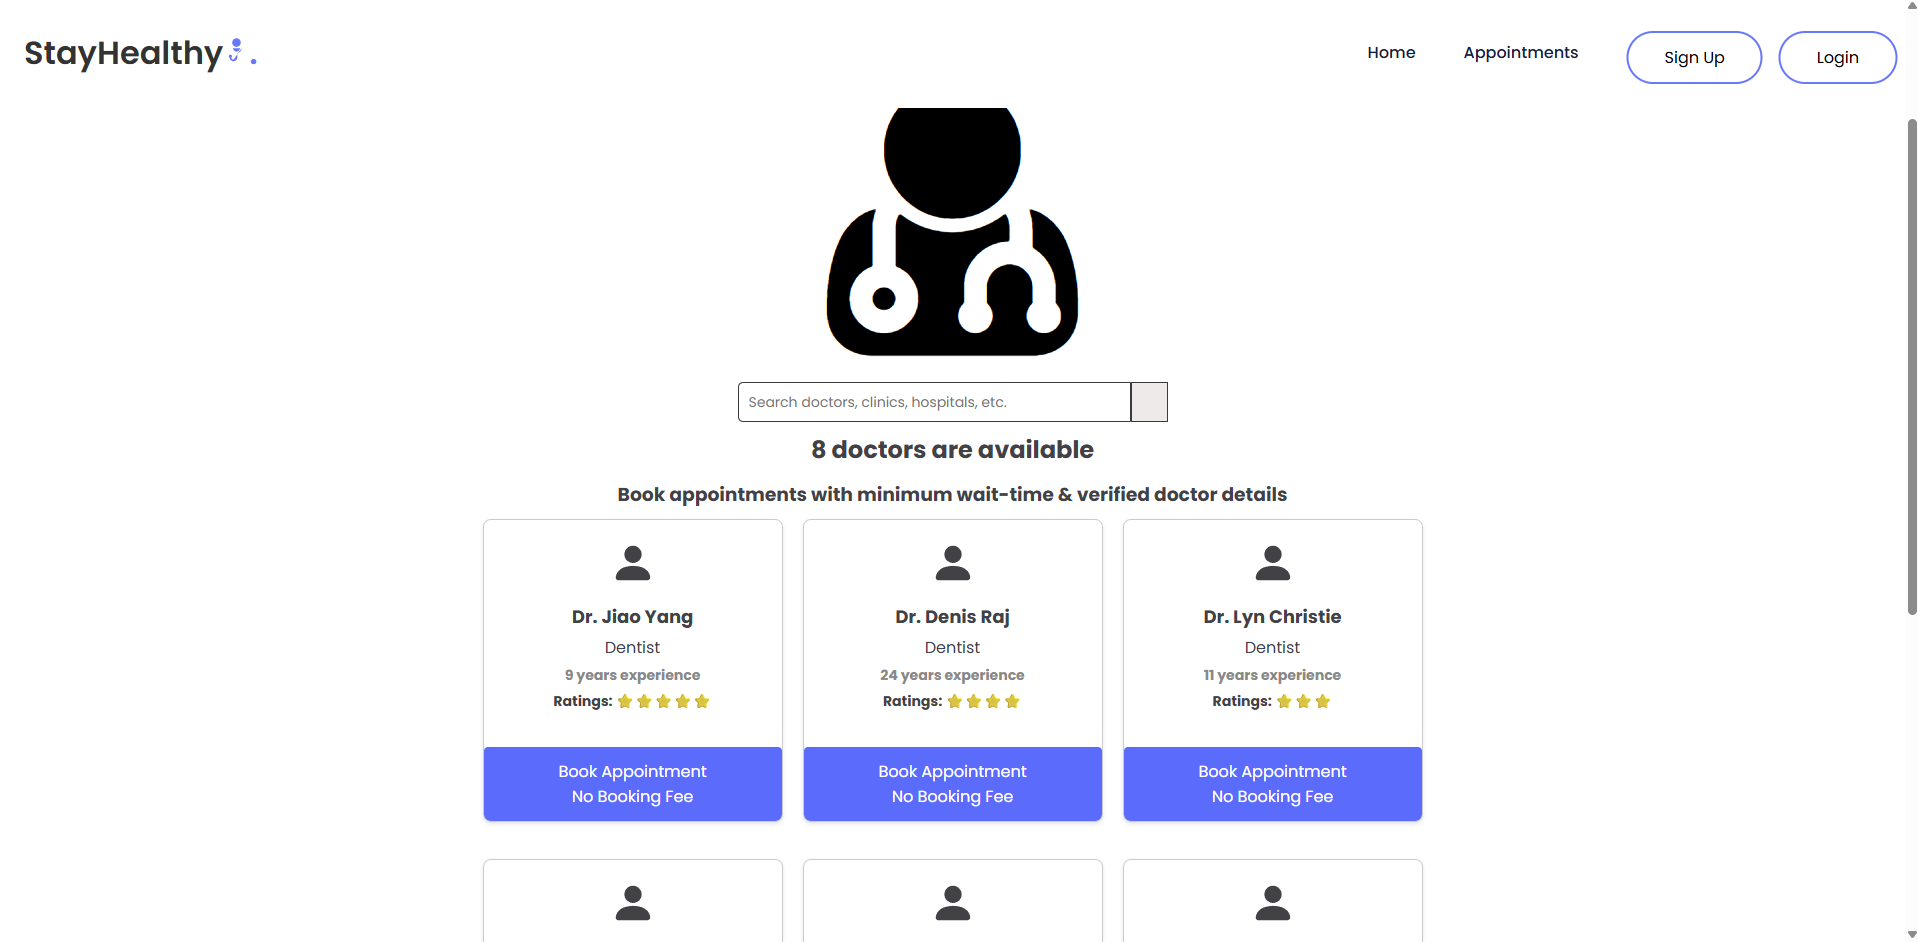 StayHealthy .
Home
Appointments
Sign Up
Login
Search doctors, clinics, hospitals, etc.
8 doctors are available
Book appointments with minimum wait-time & verified doctor details
Dr. Jiao Yang
Dentist
9 years experience
Ratings:
Book Appointment
No Booking Fee
Dr. Denis Raj
Dentist
24 years experience
Ratings:
Book Appointment
No Booking Fee
Dr. Lyn Christie
Dentist
11 years experience
Ratings:
Book Appointment
No Booking Fee